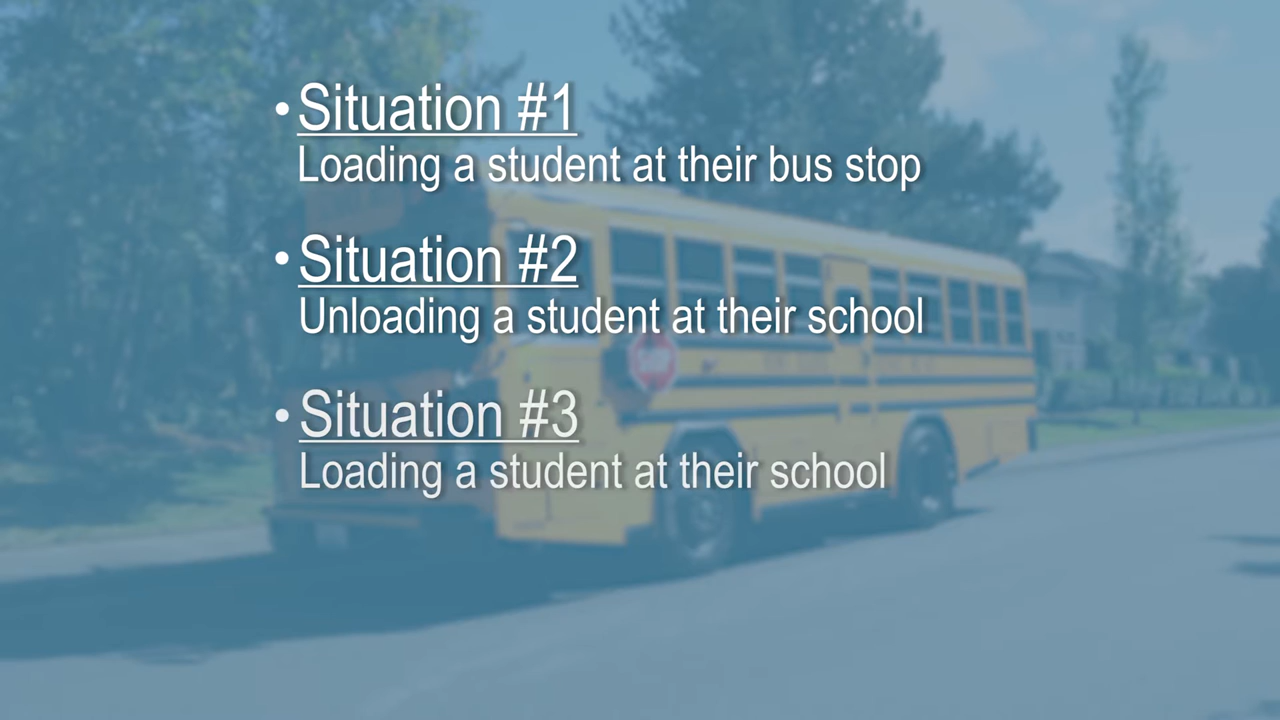 • Situation #1
Loading a student at their bus stop
• Situation #2
Unloading a student at their school
• Situation #3
Loading a student at their school